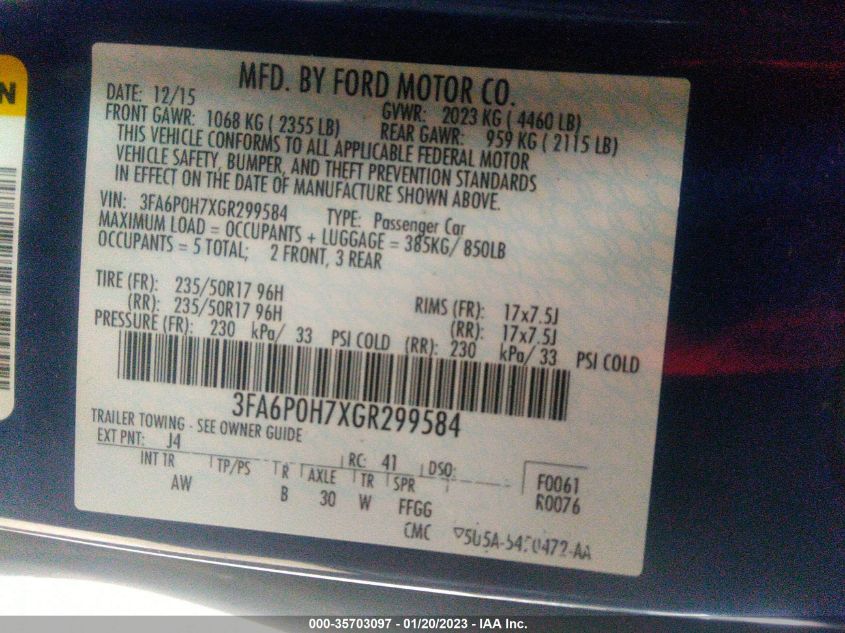 N
MFD. BY FORD MOTOR CO.
DATE: 12/15 GVWR: 2023 KG ( 4460 LB)
FRONT GAWR: 1068 KG ( 2355 LB) REAR GAWR: 959 KG ( 2115 LB)
THIS VEHICLE CONFORMS TO ALL APPLICABLE FEDERAL MOTOR
VEHICLE SAFETY, BUMPER, AND THEFT PREVENTION STANDARDS
IN EFFECT ON THE DATE OF MANUFACTURE SHOWN ABOVE.
VIN: 3FA6P0H7XGR299584 TYPE: Passenger Car
MAXIMUM LOAD = OCCUPANTS + LUGGAGE = 385KG/ 850LB
OCCUPANTS = 5 TOTAL; 2 FRONT, 3 REAR
TIRE (FR): 235/50R17 96H RIMS (FR): 17x7.5J
(RR): 235/50R17 96H (RR): 17x7.5J
PRESSURE (FR): 230 kPa/ 33 PSI COLD (RR): 230 kPa/ 33 PSI COLD
3FA6P0H7XGR299584
TRAILER TOWING - SEE OWNER GUIDE
EXT PNT: J4 RC: 41 DSO: F0061
INT TR TP/PS R AXLE TR SPR R0076
AW B 30 W FFGG
CMC
000-35703097 - 01/20/2023 - IAA Inc.